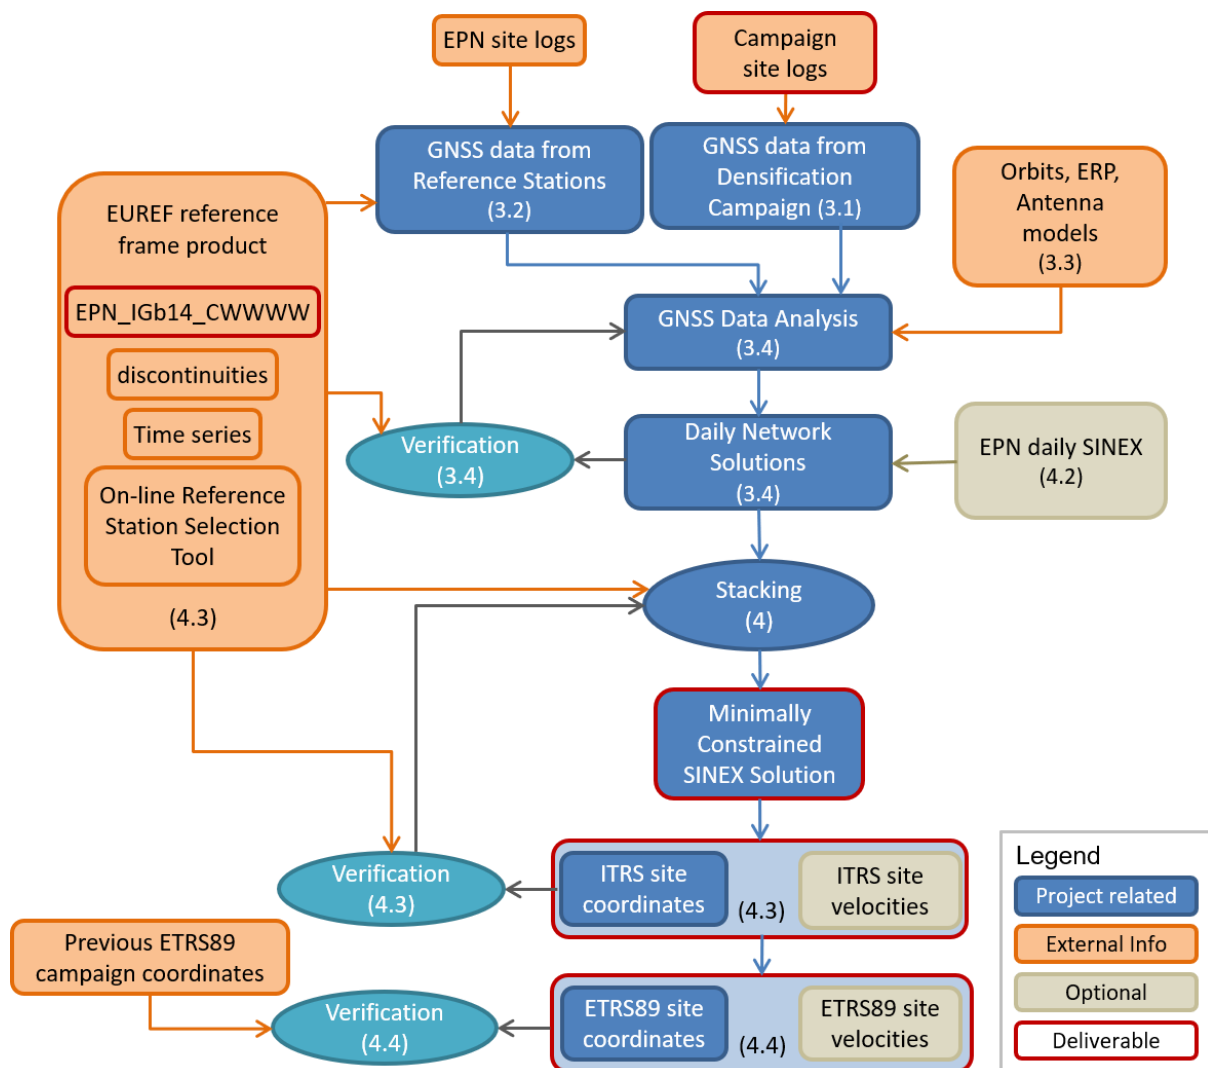 EPN site logs
Campaign
site logs
GNSS data from
Reference Stations
(3.2)
GNSS data from
Densification
Campaign (3.1)
Orbits, ERP,
Antenna
models
(3.3)
EUREF reference
frame product
EPN_IGb14_CWWWW
discontinuities
Time series
On-line Reference
Station Selection
Tool
(4.3)
GNSS Data Analysis
(3.4)
Verification
(3.4)
Daily Network
Solutions
(3.4)
EPN daily SINEX
(4.2)
Stacking
(4)
Minimally
Constrained
SINEX Solution
Verification
(4.3)
ITRS site
coordinates
(4.3)
ITRS site
velocities
Previous ETRS89
campaign coordinates
Verification
(4.4)
ETRS89 site
coordinates
(4.4)
ETRS89 site
velocities
Legend
Project related
External Info
Optional
Deliverable